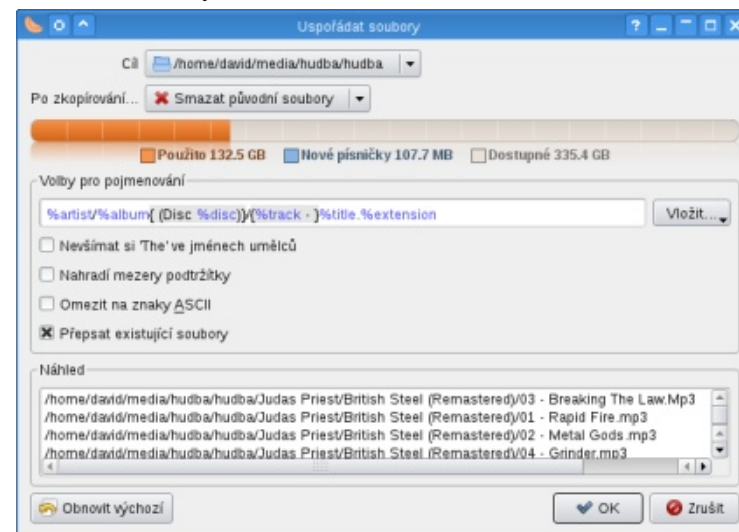 Uspořádat soubory
Cíl /home/david/media/hudba/hudba
Po zkopírování... Smazat původní soubory
Použito 132.5 GB Nové písničky 107.7 MB Dostupné 335.4 GB
Volby pro pojmenování
%artist/%album{ (Disc %disc)}/{%track - }%title.%extension Vložit...
Nevšímat si 'The' ve jménech umělců
Nahradí mezery podtržítky
Omezit na znaky ASCII
Přepsat existující soubory
Náhled
/home/david/media/hudba/hudba/Judas Priest/British Steel (Remastered)/03 - Breaking The Law.Mp3
/home/david/media/hudba/hudba/Judas Priest/British Steel (Remastered)/01 - Rapid Fire.mp3
/home/david/media/hudba/hudba/Judas Priest/British Steel (Remastered)/02 - Metal Gods.mp3
/home/david/media/hudba/hudba/Judas Priest/British Steel (Remastered)/04 - Grinder.mp3
Obnovit výchozí OK Zrušit